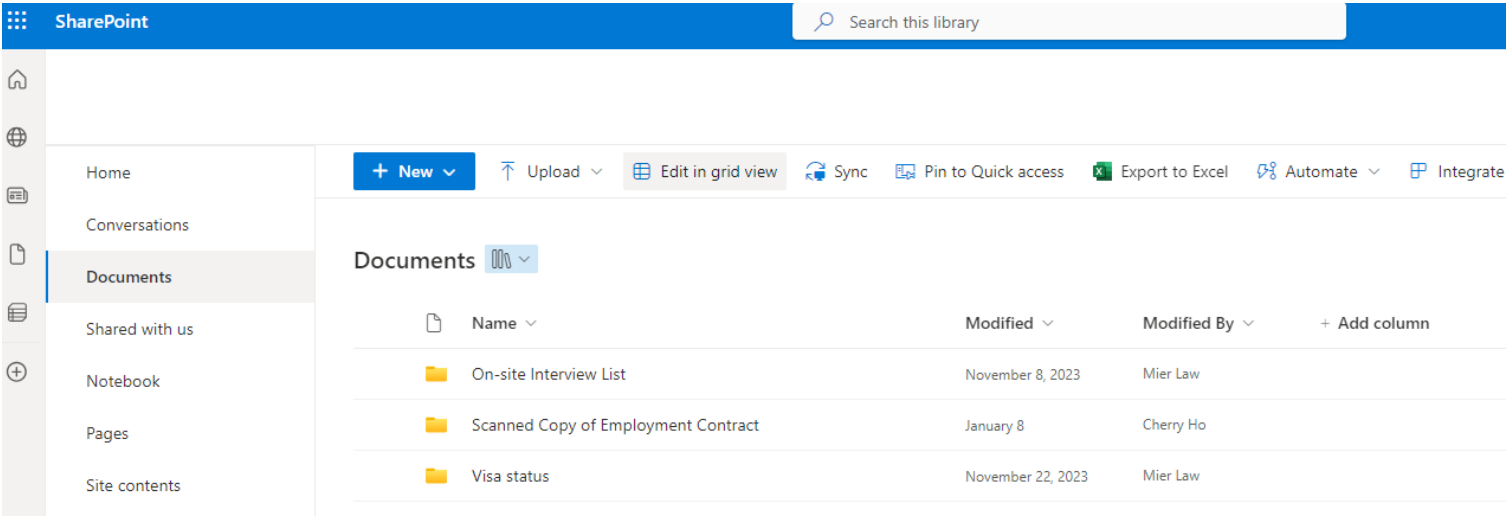 SharePoint
Search this library
Home
Conversations
Documents
Shared with us
Notebook
Pages
Site contents
+ New
Upload
Edit in grid view
Sync
Pin to Quick access
Export to Excel
Automate
Integrate
Documents
Name Modified Modified By + Add column
On-site Interview List November 8, 2023 Mier Law
Scanned Copy of Employment Contract January 8 Cherry Ho
Visa status November 22, 2023 Mier Law